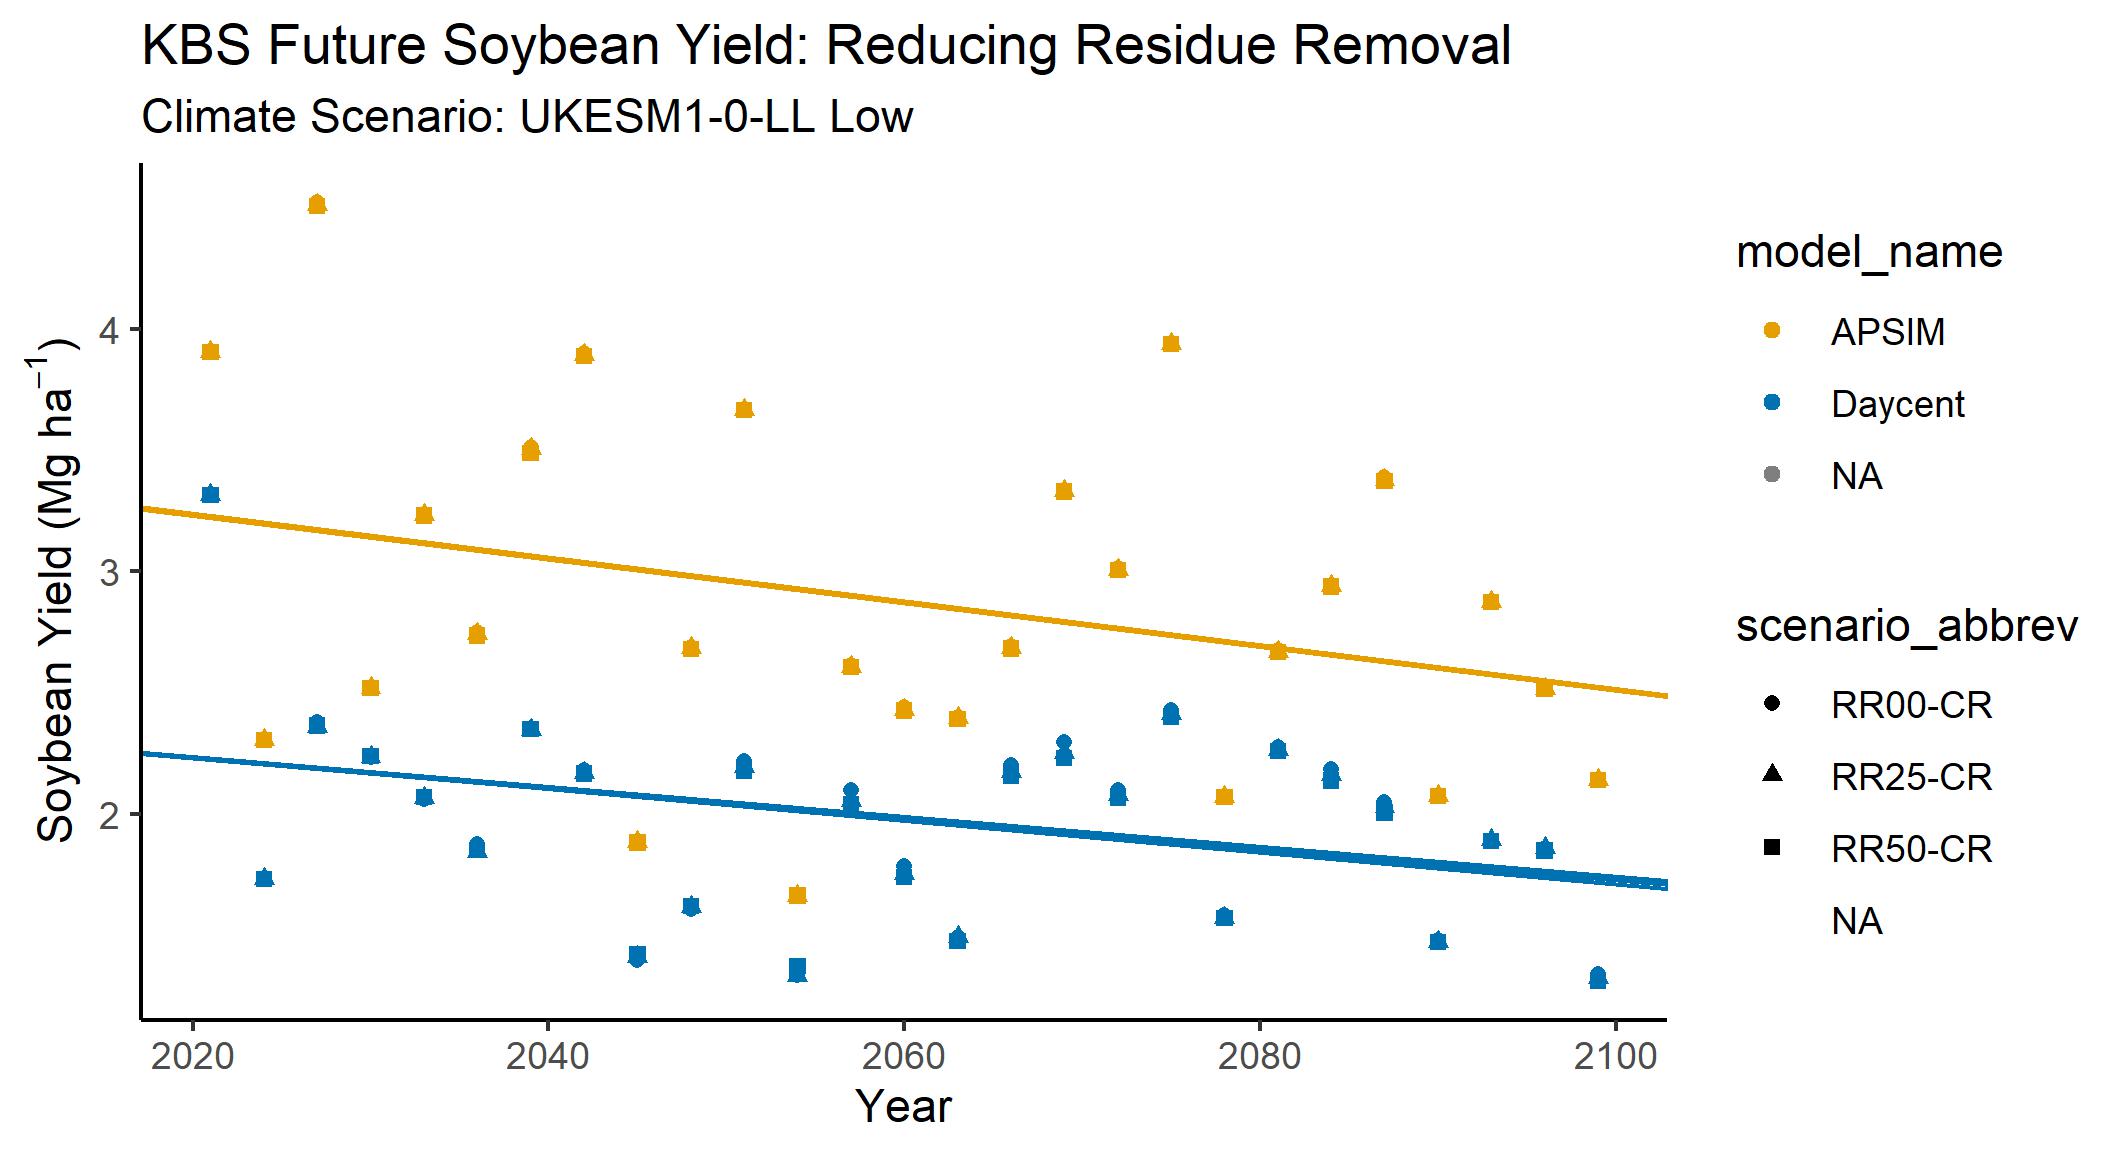 KBS Future Soybean Yield: Reducing Residue Removal
Climate Scenario: UKESM1-0-LL Low
Soybean Yield (Mg ha⁻¹)
4
3
2
2020
2040
2060
2080
2100
Year
model_name
APSIM
Daycent
NA
scenario_abbrev
RR00-CR
RR25-CR
RR50-CR
NA